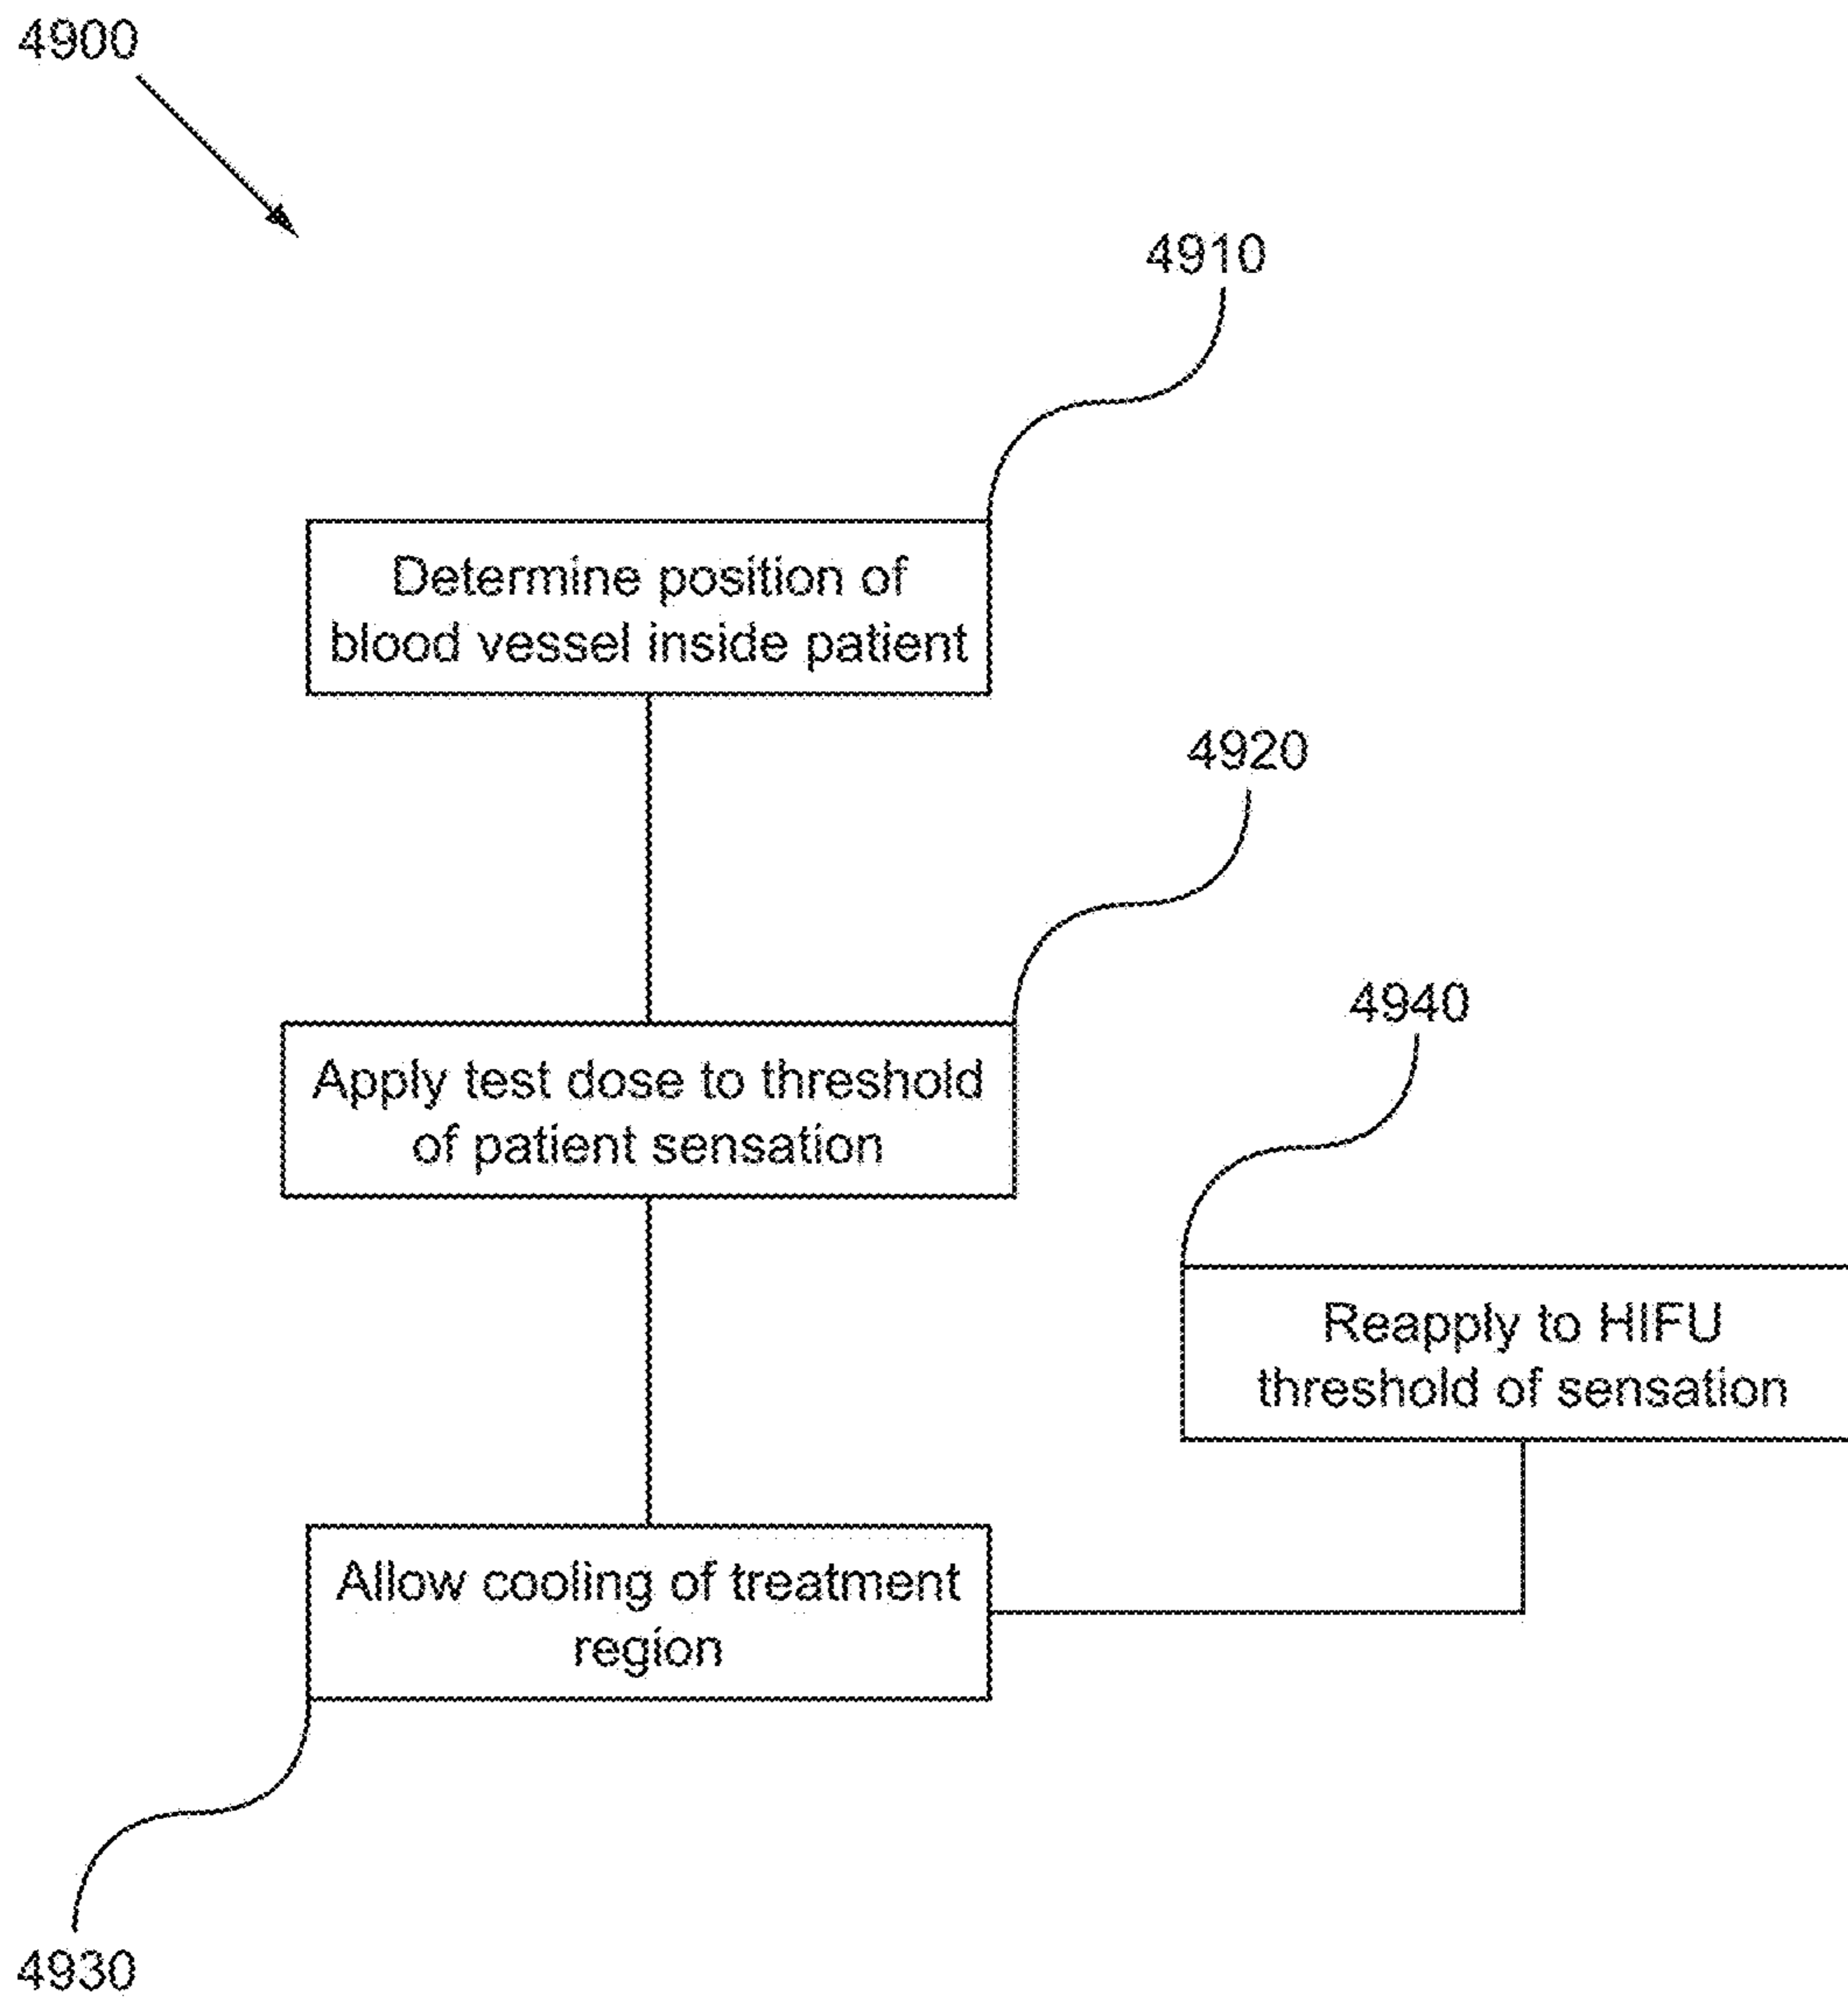 4900
4910
Determine position of
blood vessel inside patient
4920
Apply test dose to threshold
of patient sensation
4940
Reapply to HIFU
threshold of sensation
Allow cooling of treatment
region
4930